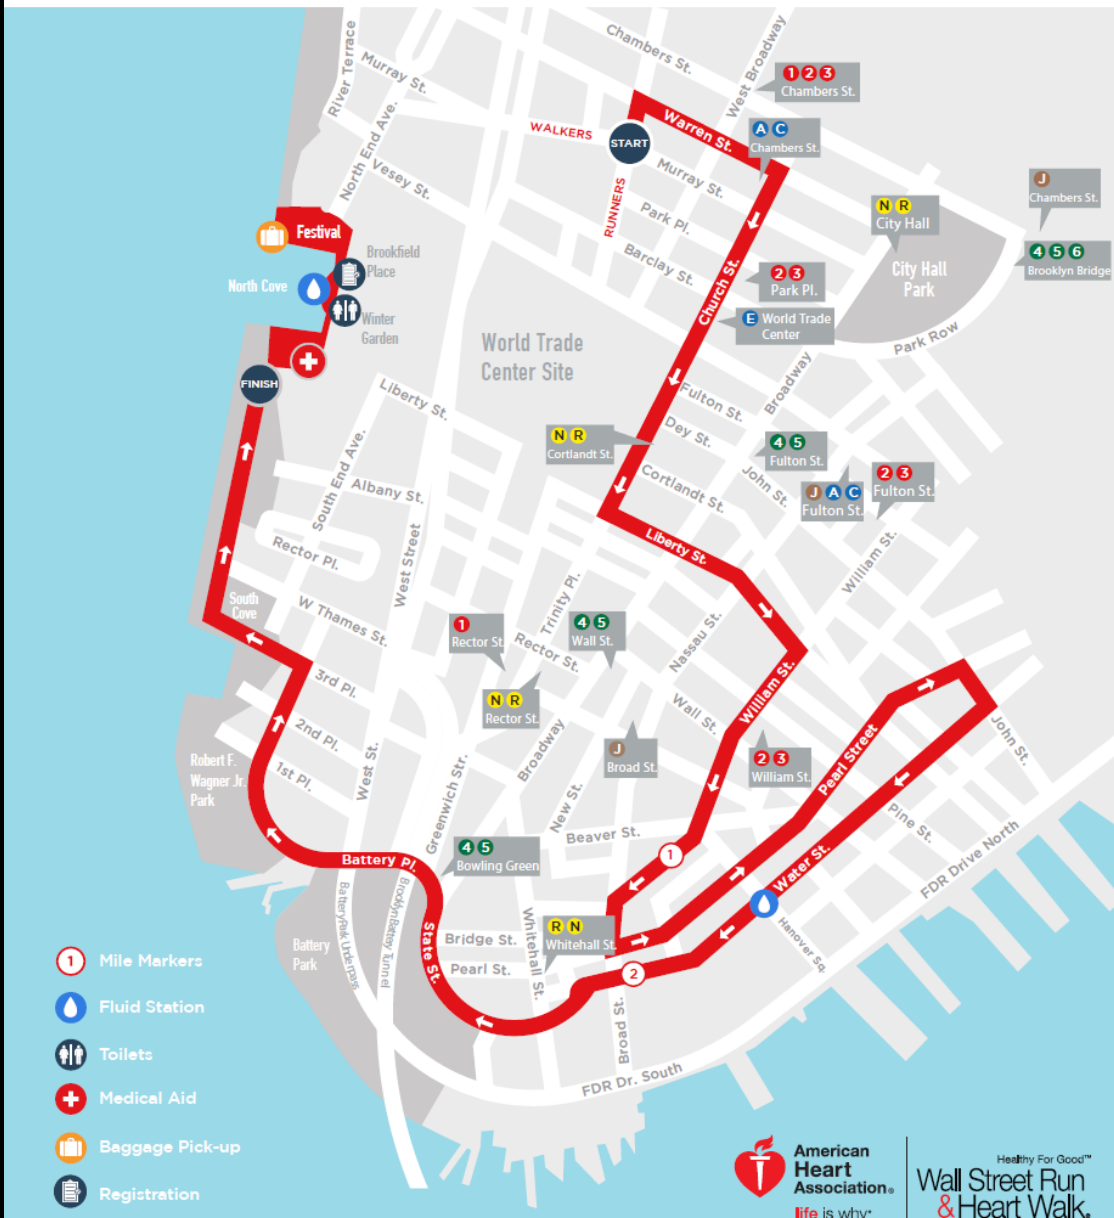 Chambers St.
West Broadway
1 2 3
Chambers St.
River Terrace
Murray St.
North End Ave.
WALKERS
START
Warren St.
A C
Chambers St.
Vesey St.
RUNNERS
Murray St.
Park Pl.
Barclay St.
J
Chambers St.
N R
City Hall
4 5 6
Brooklyn Bridge
City Hall
Park
Festival
Brookfield
Place
North Cove
Winter
Garden
2 3
Park Pl.
Church St.
E World Trade
Center
Park Row
World Trade
Center Site
Broadway
FINISH
Liberty St.
Fulton St.
Dey St.
N R
Cortlandt St.
4 5
Fulton St.
John St.
Cortlandt St.
J A C
Fulton St.
2 3
Fulton St.
South End Ave.
Albany St.
West Street
Liberty St.
William St.
Rector Pl.
South
Cove
W Thames St.
Trinity Pl.
1
Rector St.
Rector St.
4 5
Wall St.
Nassau St.
3rd Pl.
N R
Rector St.
Wall St.
William St.
2nd Pl.
1st Pl.
West St.
Broadway
J
Broad St.
2 3
William St.
Pearl Street
John St.
Robert F.
Wagner Jr.
Park
Greenwich Str.
New St.
Beaver St.
Pine St.
FDR Drive North
Battery Pl.
4 5
Bowling Green
1
Water St.
BatteryPark Underpass
BrooklynBattery Tunnel
State St.
Bridge St.
Pearl St.
Whitehall St.
R N
Whitehall St.
Hanover Sq.
Battery
Park
2
Broad St.
FDR Dr. South
1 Mile Markers
Fluid Station
Toilets
Medical Aid
Baggage Pick-up
Registration
American
Heart
Association®
life is why™
Healthy For Good™
Wall Street Run
& Heart Walk®